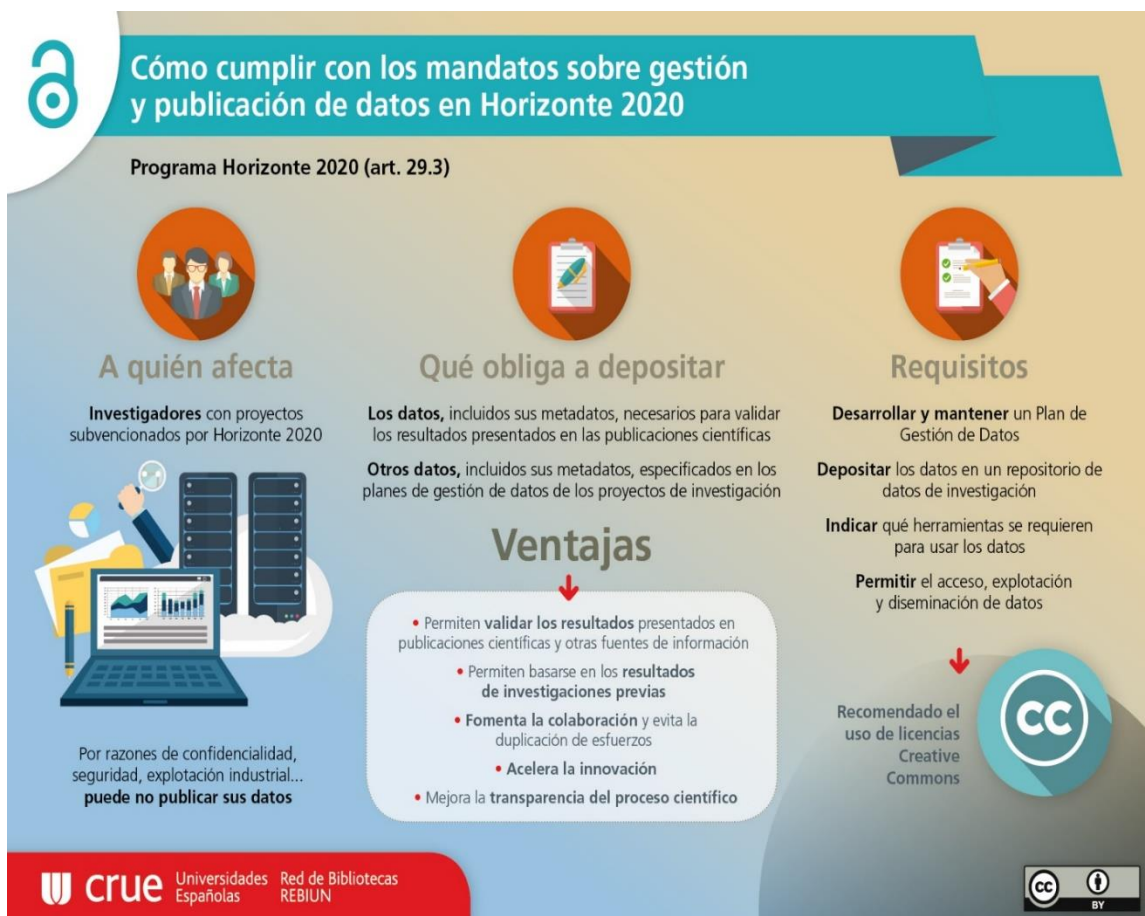 Cómo cumplir con los mandatos sobre gestión
y publicación de datos en Horizonte 2020
Programa Horizonte 2020 (art. 29.3)
A quién afecta
Investigadores con proyectos
subvencionados por Horizonte 2020
Por razones de confidencialidad,
seguridad, explotación industrial...
puede no publicar sus datos
Qué obliga a depositar
Los datos, incluidos sus metadatos, necesarios para validar
los resultados presentados en las publicaciones científicas
Otros datos, incluidos sus metadatos, especificados en los
planes de gestión de datos de los proyectos de investigación
Ventajas
• Permiten validar los resultados presentados en
publicaciones científicas y otras fuentes de información
• Permiten basarse en los resultados
de investigaciones previas
• Fomenta la colaboración y evita la
duplicación de esfuerzos
• Acelera la innovación
• Mejora la transparencia del proceso científico
Requisitos
Desarrollar y mantener un Plan de
Gestión de Datos
Depositar los datos en un repositorio de
datos de investigación
Indicar qué herramientas se requieren
para usar los datos
Permitir el acceso, explotación
y diseminación de datos
Recomendado el
uso de licencias
Creative
Commons
cc
crue
Universidades
Españolas
Red de Bibliotecas
REBIUN
cc
BY